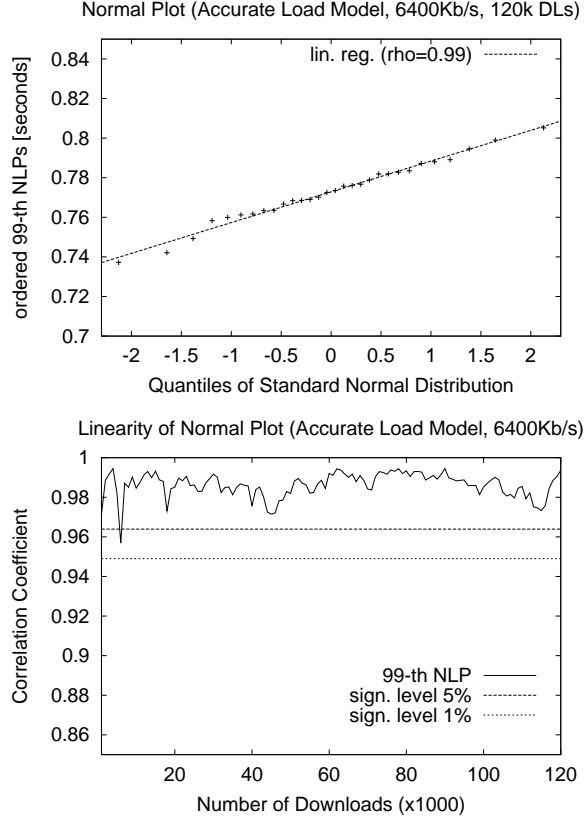 Normal Plot (Accurate Load Model, 6400Kb/s, 120k DLs)
ordered 99-th NLPs [seconds]
0.84
0.82
0.8
0.78
0.76
0.74
0.72
0.7
lin. reg. (rho=0.99)
-2 -1.5 -1 -0.5 0 0.5 1 1.5 2
Quantiles of Standard Normal Distribution
Linearity of Normal Plot (Accurate Load Model, 6400Kb/s)
Correlation Coefficient
1
0.98
0.96
0.94
0.92
0.9
0.88
0.86
99-th NLP
sign. level 5%
sign. level 1%
20 40 60 80 100 120
Number of Downloads (x1000)